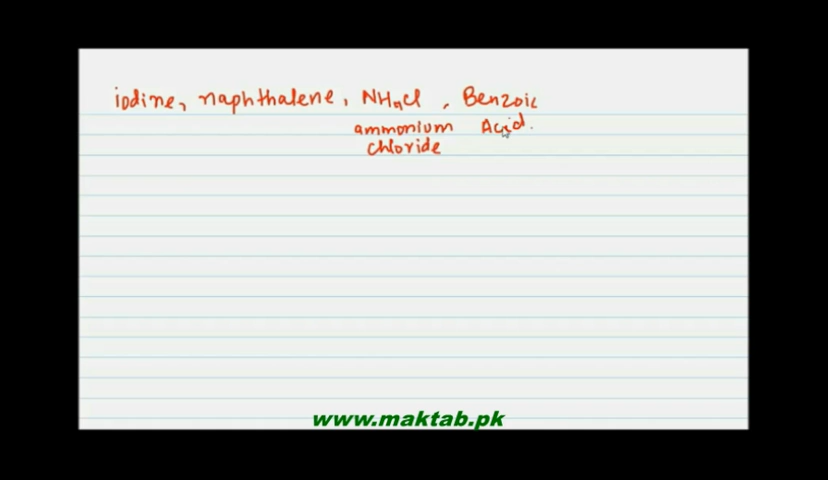 iodine, naphthalene, NH4Cl, Benzoic
ammonium Acid.
chloride
www.maktab.pk